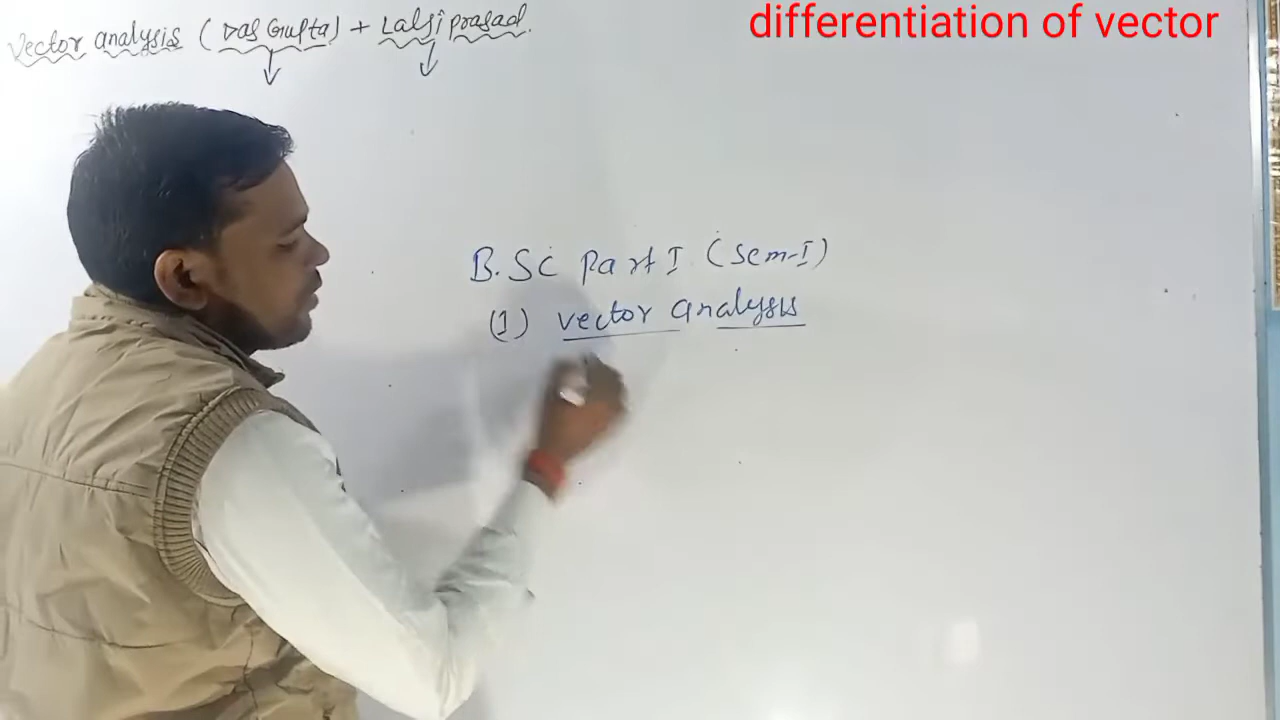 Vector analysis (Das Gupta) + Lalji prasad.
differentiation of vector
B.Sc Part I (Sem-I)
(1) vector analysis